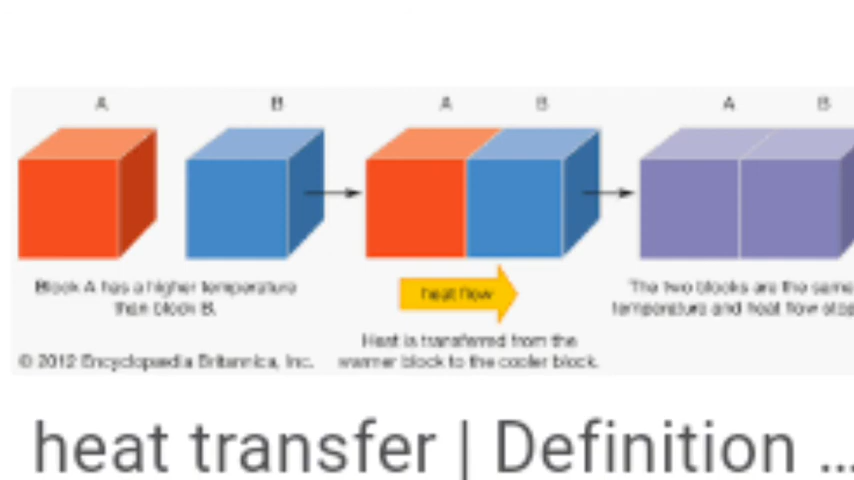 A B A B A B
Block A has a higher temperature
than block B.
heat flow
The two blocks are the same
temperature and heat flow stop
Heat is transferred from the
warmer block to the cooler block.
© 2012 Encyclopædia Britannica, Inc.
heat transfer | Definition ...